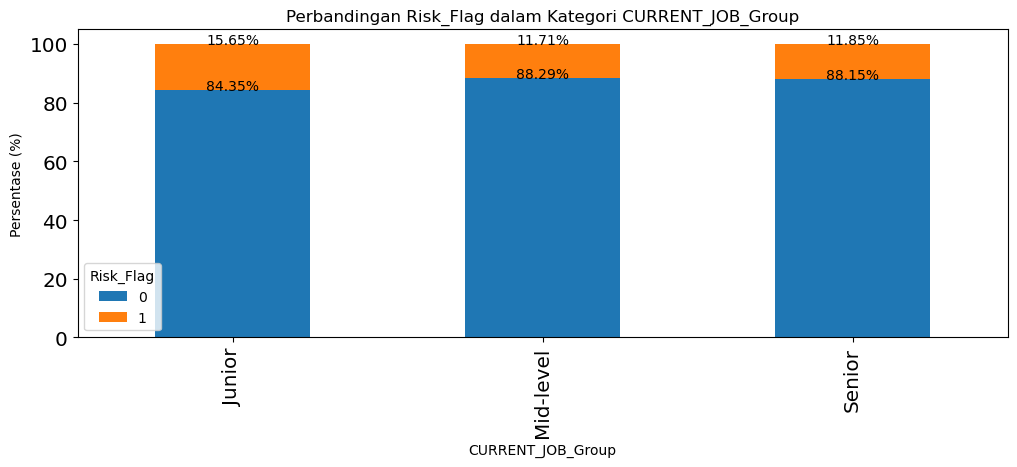 Perbandingan Risk_Flag dalam Kategori CURRENT_JOB_Group
Persentase (%)
100
80
60
40
20
0
15.65%
84.35%
11.71%
88.29%
11.85%
88.15%
Risk_Flag
0
1
Junior
Mid-level
Senior
CURRENT_JOB_Group